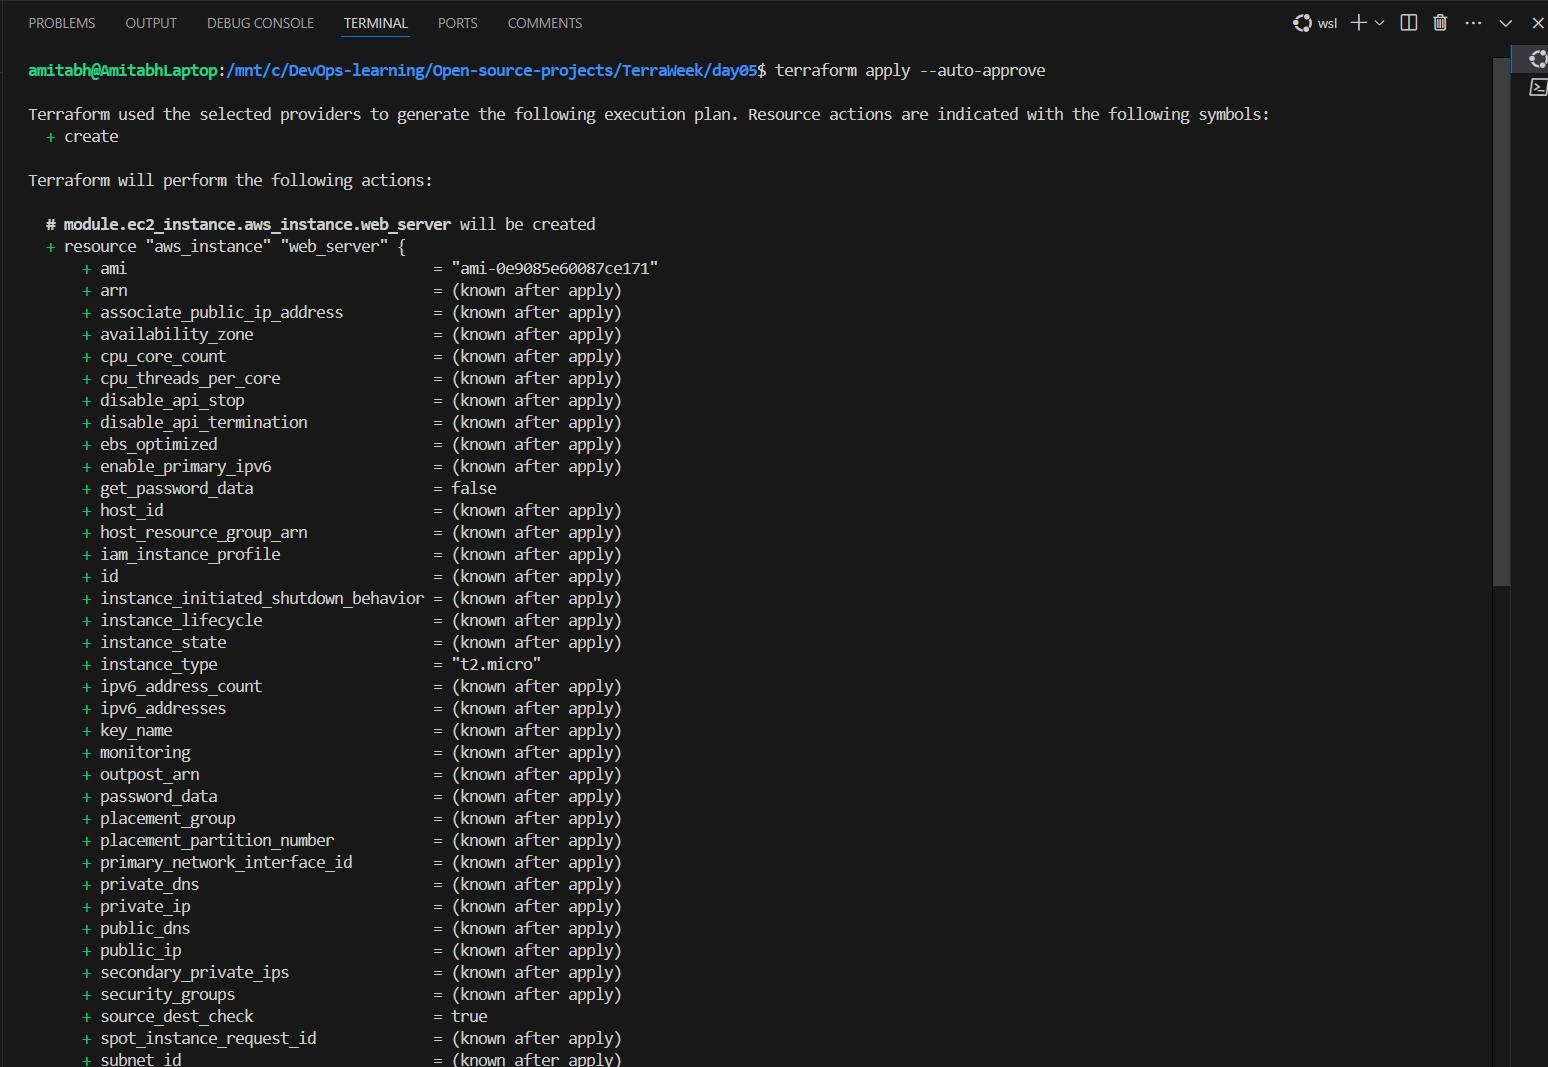 PROBLEMS OUTPUT DEBUG CONSOLE TERMINAL PORTS COMMENTS wsl
amitabh@AmitabhLaptop:/mnt/c/DevOps-learning/Open-source-projects/TerraWeek/day05$ terraform apply --auto-approve
Terraform used the selected providers to generate the following execution plan. Resource actions are indicated with the following symbols:
+ create
Terraform will perform the following actions:
# module.ec2_instance.aws_instance.web_server will be created
+ resource "aws_instance" "web_server" {
+ ami = "ami-0e9085e60087ce171"
+ arn = (known after apply)
+ associate_public_ip_address = (known after apply)
+ availability_zone = (known after apply)
+ cpu_core_count = (known after apply)
+ cpu_threads_per_core = (known after apply)
+ disable_api_stop = (known after apply)
+ disable_api_termination = (known after apply)
+ ebs_optimized = (known after apply)
+ enable_primary_ipv6 = (known after apply)
+ get_password_data = false
+ host_id = (known after apply)
+ host_resource_group_arn = (known after apply)
+ iam_instance_profile = (known after apply)
+ id = (known after apply)
+ instance_initiated_shutdown_behavior = (known after apply)
+ instance_lifecycle = (known after apply)
+ instance_state = (known after apply)
+ instance_type = "t2.micro"
+ ipv6_address_count = (known after apply)
+ ipv6_addresses = (known after apply)
+ key_name = (known after apply)
+ monitoring = (known after apply)
+ outpost_arn = (known after apply)
+ password_data = (known after apply)
+ placement_group = (known after apply)
+ placement_partition_number = (known after apply)
+ primary_network_interface_id = (known after apply)
+ private_dns = (known after apply)
+ private_ip = (known after apply)
+ public_dns = (known after apply)
+ public_ip = (known after apply)
+ secondary_private_ips = (known after apply)
+ security_groups = (known after apply)
+ source_dest_check = true
+ spot_instance_request_id = (known after apply)
+ subnet_id = (known after apply)